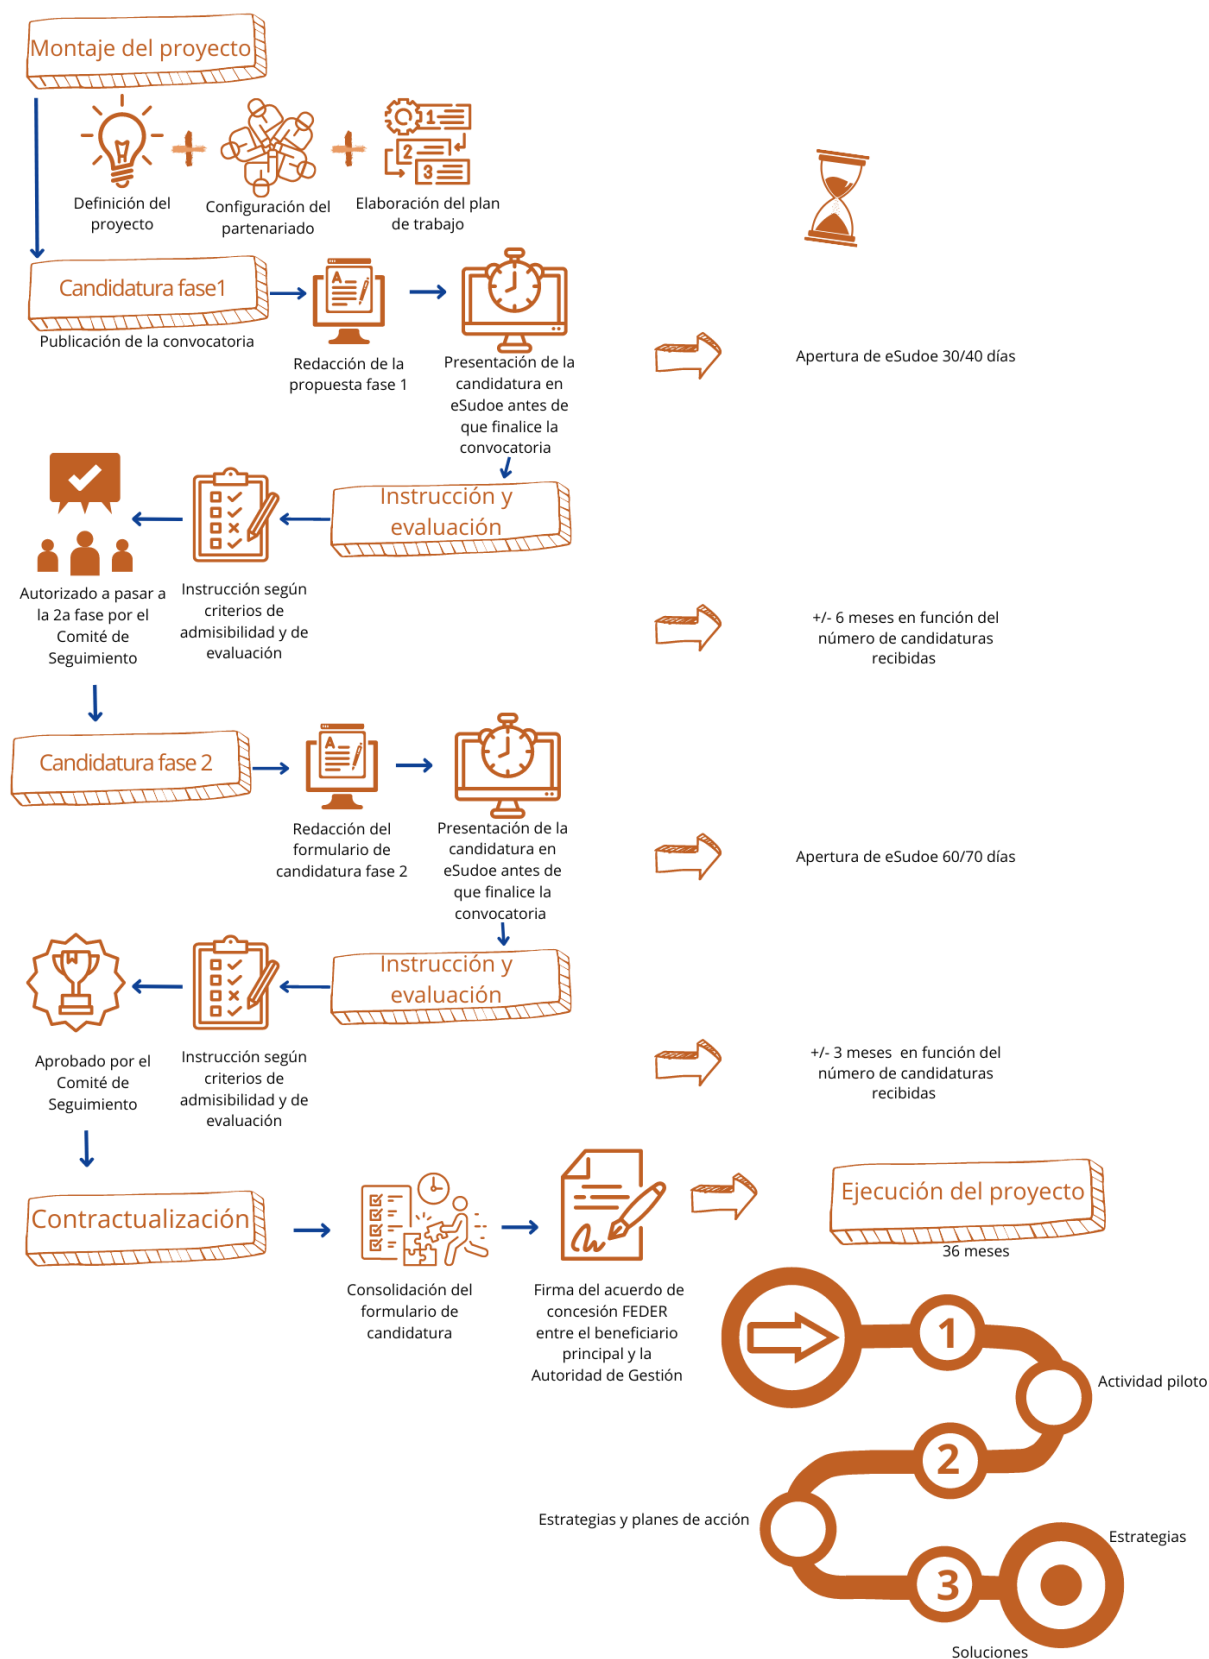 Montaje del proyecto
1
2
3
Definición del
proyecto
Configuración del
partenariado
Elaboración del plan
de trabajo
Candidatura fase1
Publicación de la convocatoria
A
Redacción de la
propuesta fase 1
Presentación de la
candidatura en
eSudoe antes de
que finalice la
convocatoria
Apertura de eSudoe 30/40 días
Instrucción y
evaluación
Instrucción según
criterios de
admisibilidad y de
evaluación
Autorizado a pasar a
la 2a fase por el
Comité de
Seguimiento
+/- 6 meses en función del
número de candidaturas
recibidas
Candidatura fase 2
A
Redacción del
formulario de
candidatura fase 2
Presentación de la
candidatura en
eSudoe antes de
que finalice la
convocatoria
Apertura de eSudoe 60/70 días
Instrucción y
evaluación
Instrucción según
criterios de
admisibilidad y de
evaluación
Aprobado por el
Comité de
Seguimiento
+/- 3 meses  en función del
número de candidaturas
recibidas
Contractualización
Consolidación del
formulario de
candidatura
Firma del acuerdo de
concesión FEDER
entre el beneficiario
principal y la
Autoridad de Gestión
Ejecución del proyecto
36 meses
1
Actividad piloto
2
Estrategias y planes de acción
Estrategias
3
Soluciones